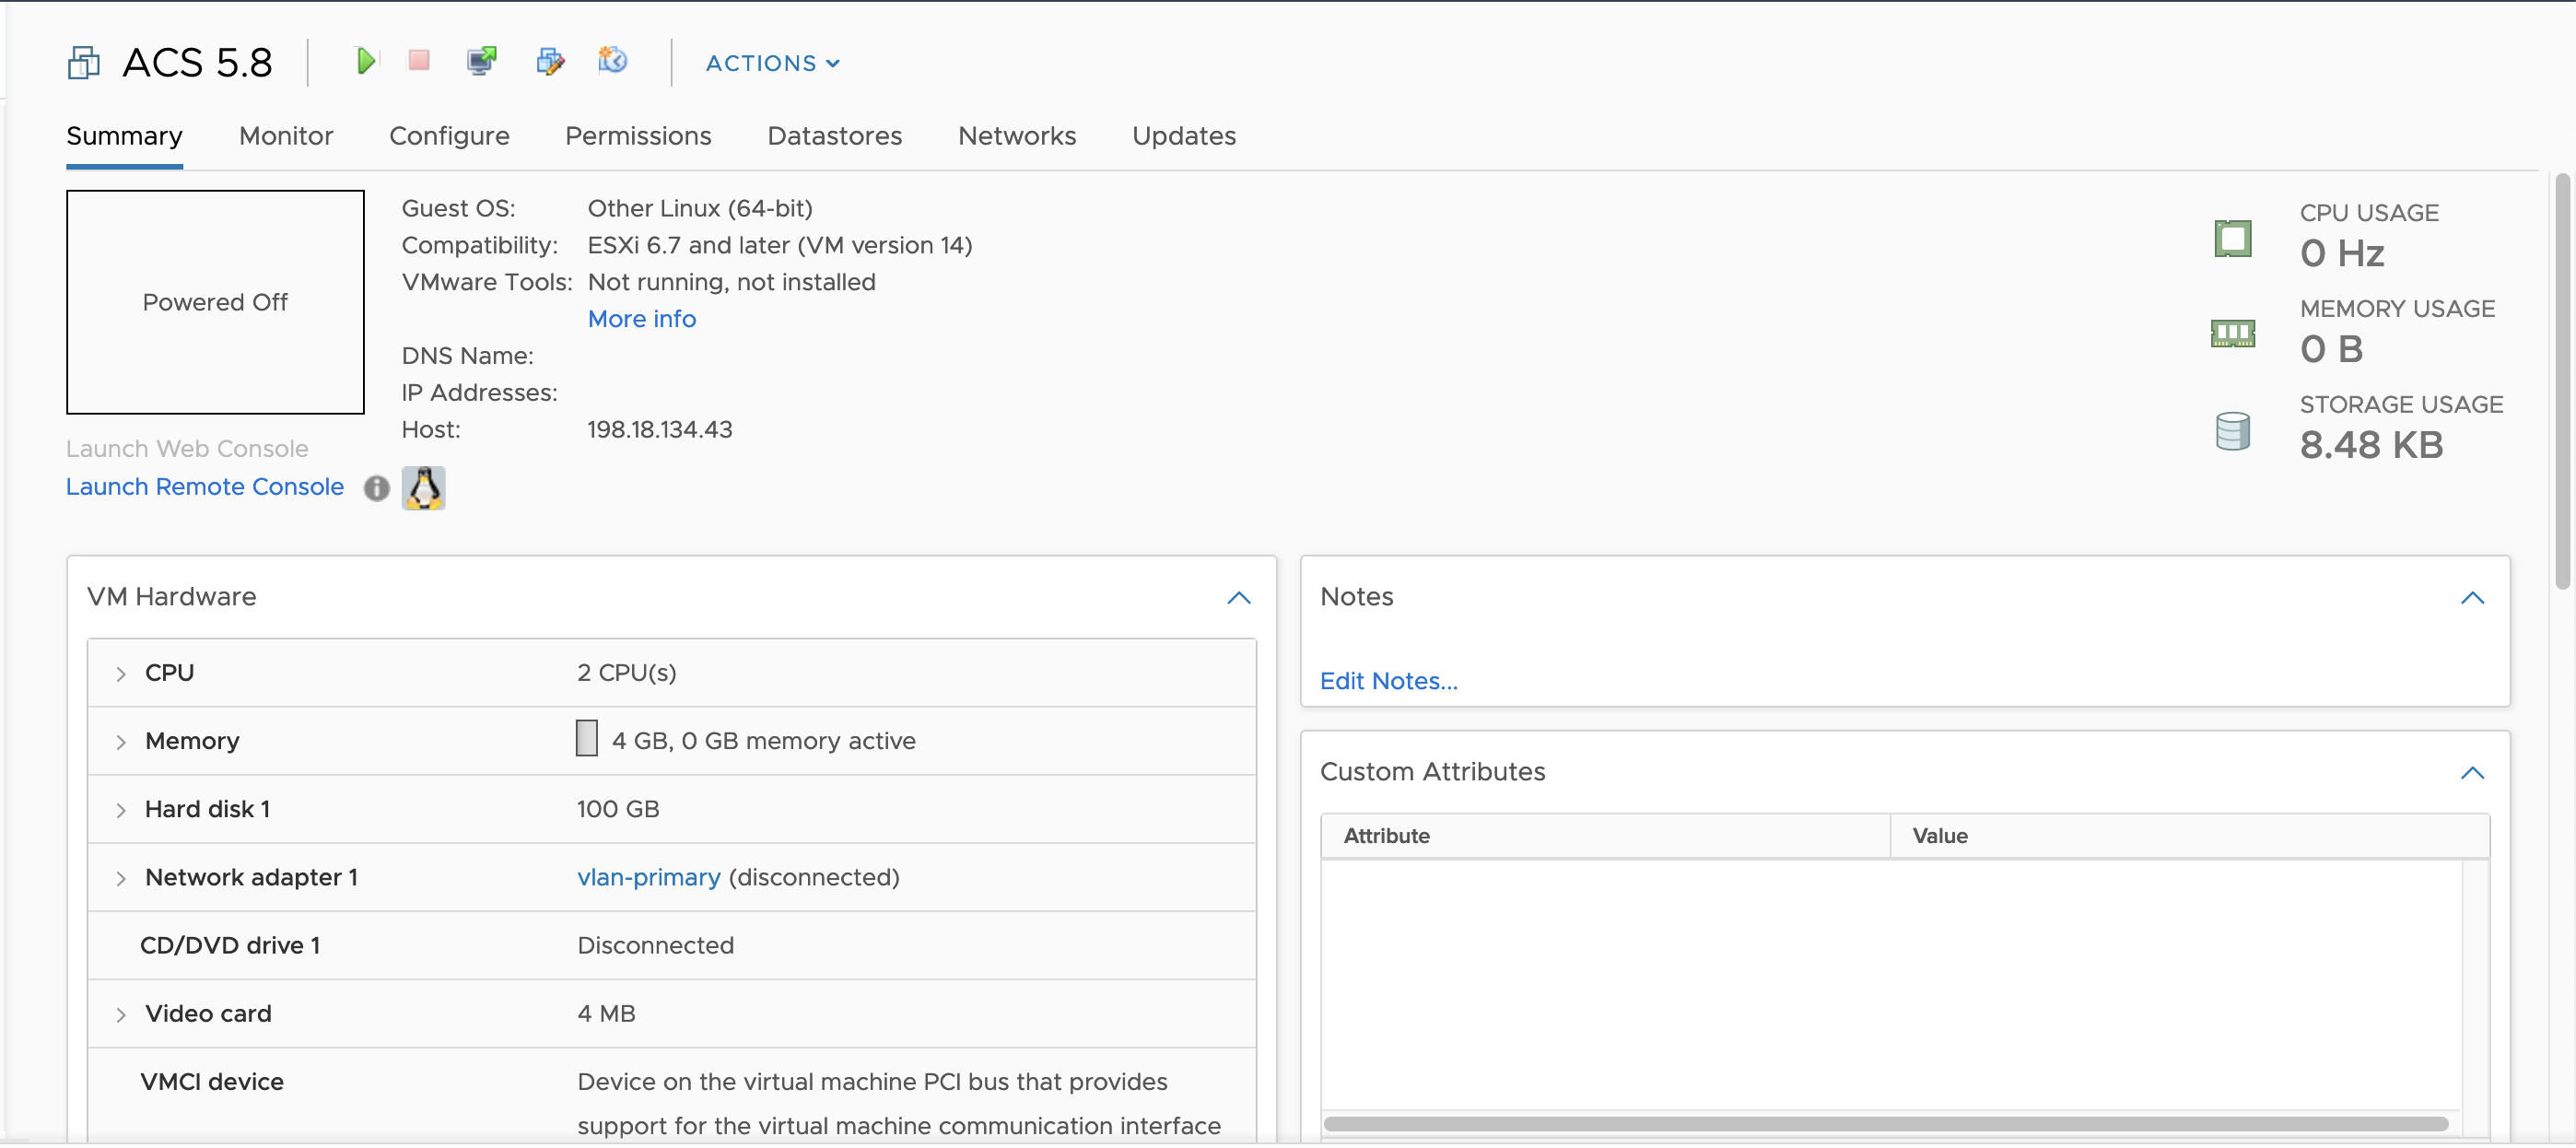 ACS 5.8
ACTIONS
Summary Monitor Configure Permissions Datastores Networks Updates
Powered Off
Launch Web Console
Launch Remote Console
Guest OS: Other Linux (64-bit)
Compatibility: ESXi 6.7 and later (VM version 14)
VMware Tools: Not running, not installed
More info
DNS Name:
IP Addresses:
Host: 198.18.134.43
CPU USAGE
0 Hz
MEMORY USAGE
0 B
STORAGE USAGE
8.48 KB
VM Hardware
CPU 2 CPU(s)
Memory 4 GB, 0 GB memory active
Hard disk 1 100 GB
Network adapter 1 vlan-primary (disconnected)
CD/DVD drive 1 Disconnected
Video card 4 MB
VMCI device Device on the virtual machine PCI bus that provides
support for the virtual machine communication interface
Notes
Edit Notes...
Custom Attributes
Attribute Value